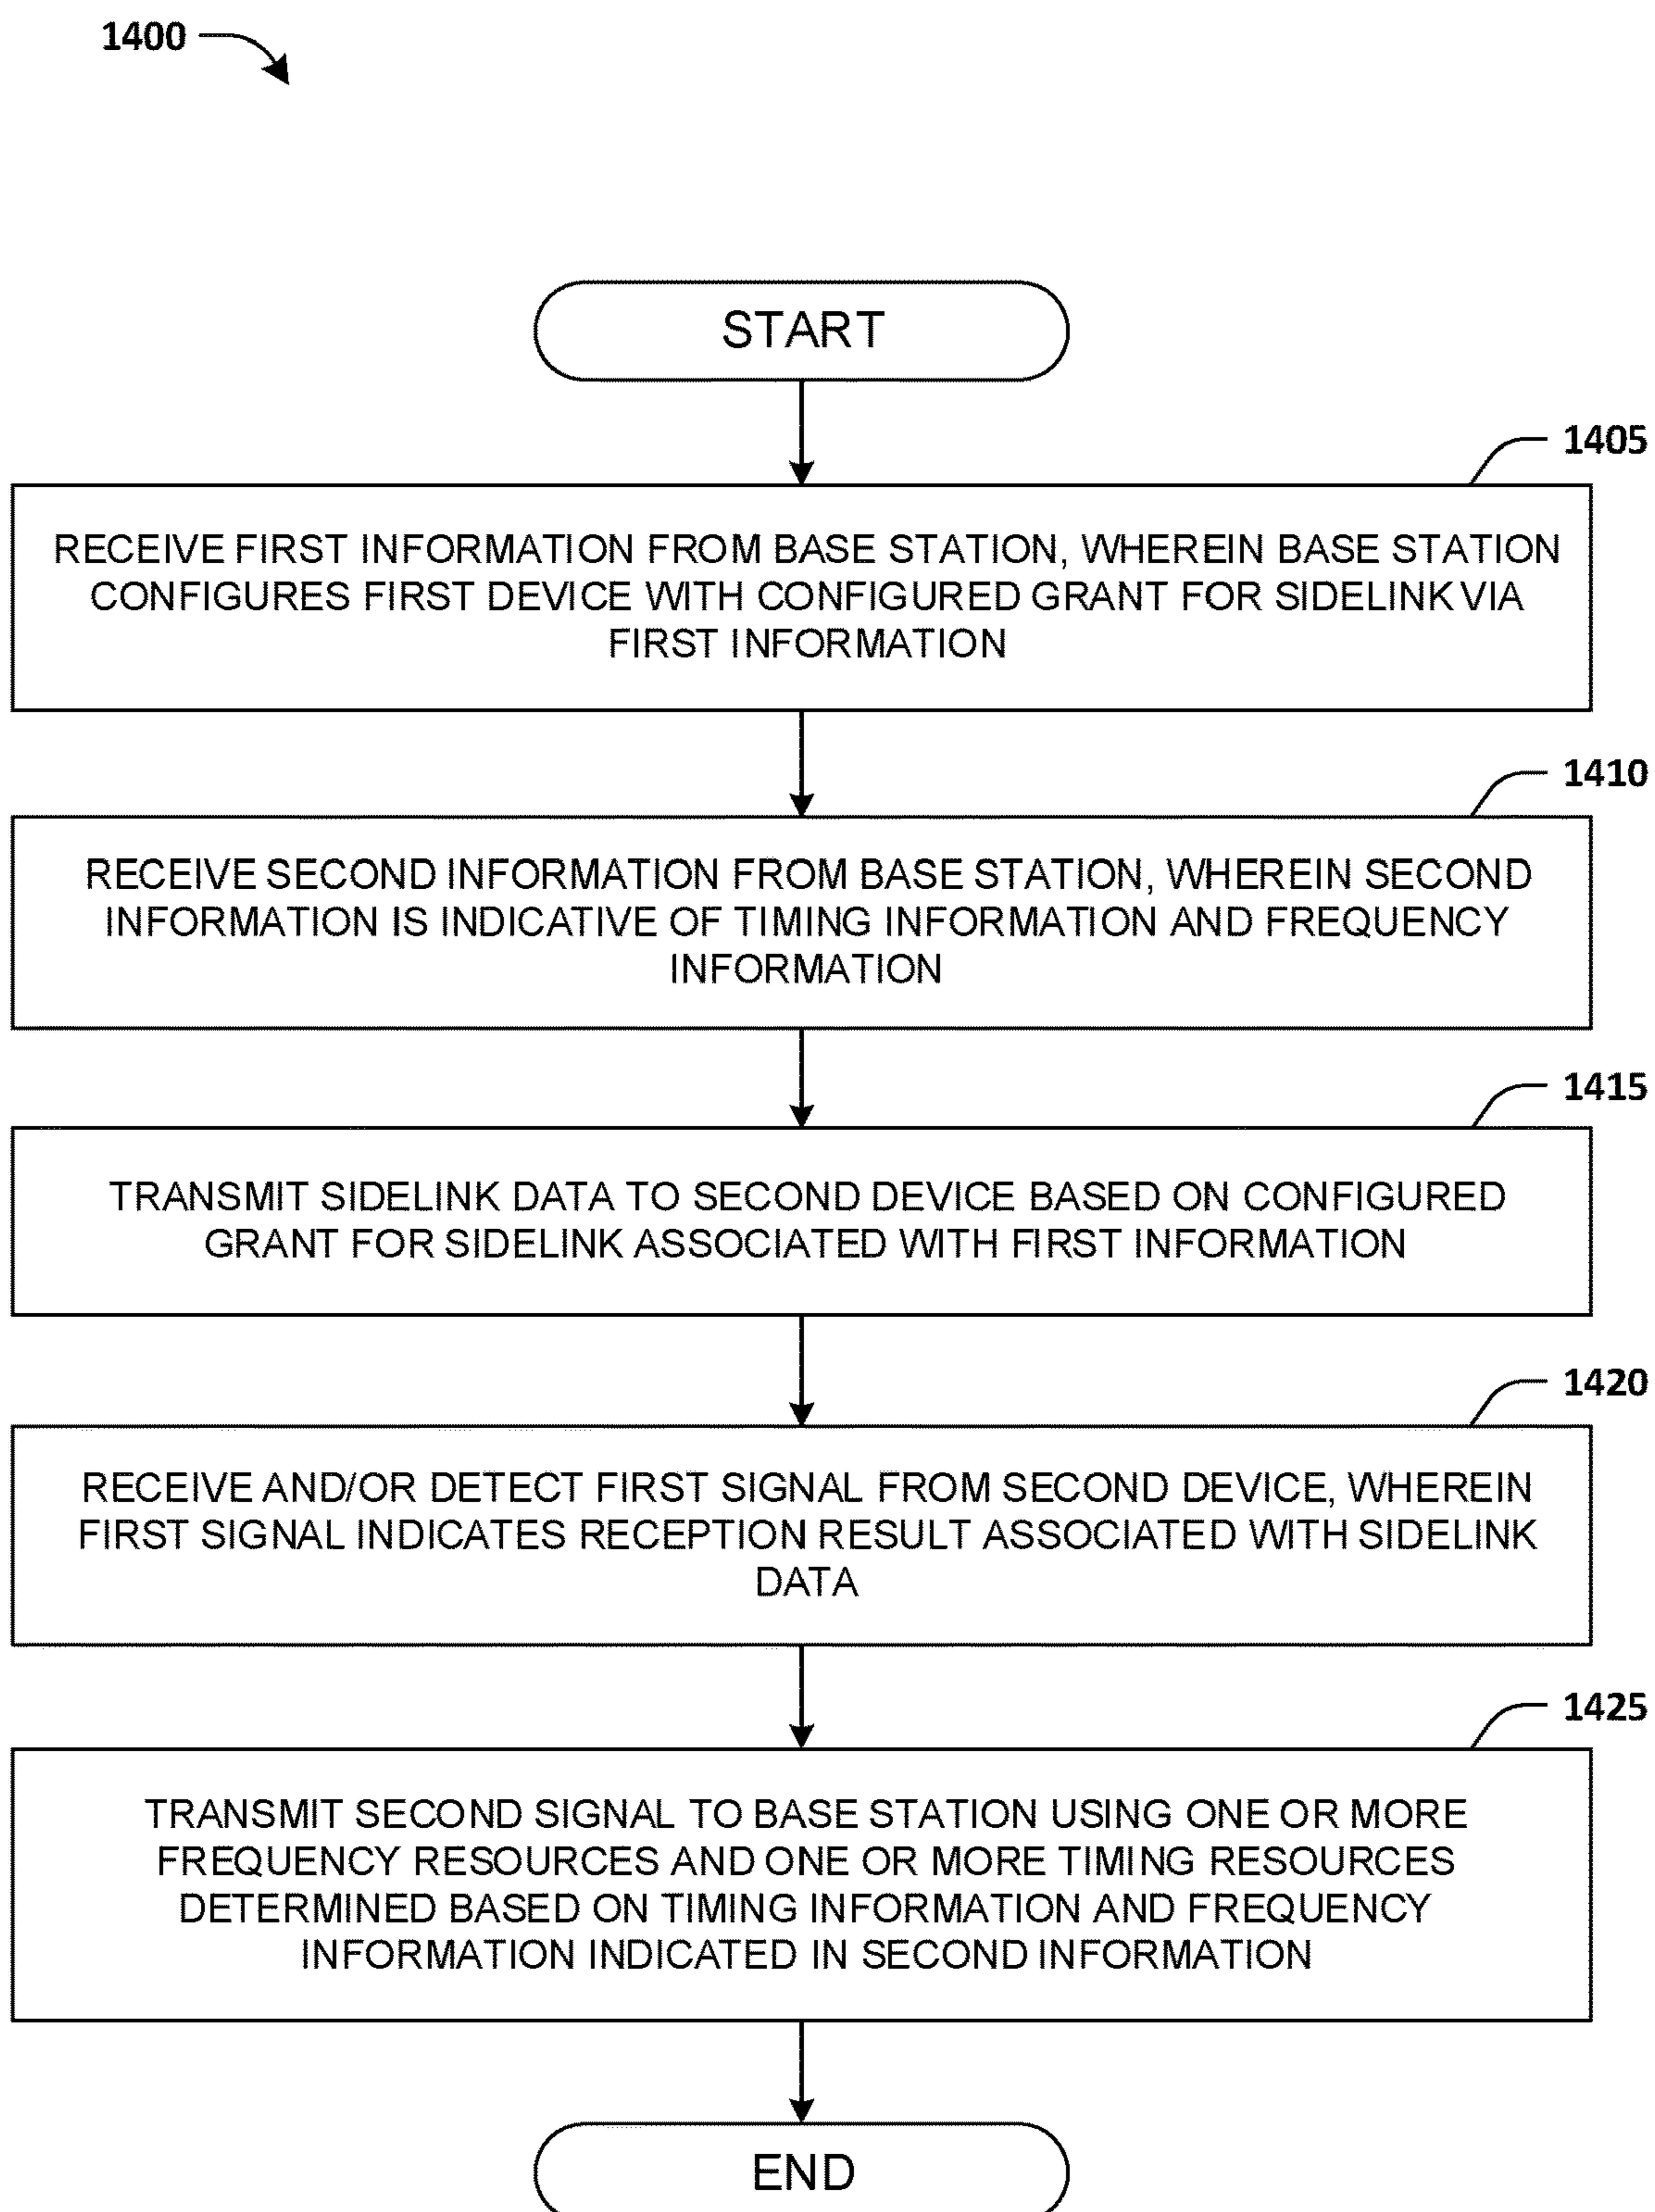 1400
START
1405
RECEIVE FIRST INFORMATION FROM BASE STATION, WHEREIN BASE STATION
CONFIGURES FIRST DEVICE WITH CONFIGURED GRANT FOR SIDELINK VIA
FIRST INFORMATION
1410
RECEIVE SECOND INFORMATION FROM BASE STATION, WHEREIN SECOND
INFORMATION IS INDICATIVE OF TIMING INFORMATION AND FREQUENCY
INFORMATION
1415
TRANSMIT SIDELINK DATA TO SECOND DEVICE BASED ON CONFIGURED
GRANT FOR SIDELINK ASSOCIATED WITH FIRST INFORMATION
1420
RECEIVE AND/OR DETECT FIRST SIGNAL FROM SECOND DEVICE, WHEREIN
FIRST SIGNAL INDICATES RECEPTION RESULT ASSOCIATED WITH SIDELINK
DATA
1425
TRANSMIT SECOND SIGNAL TO BASE STATION USING ONE OR MORE
FREQUENCY RESOURCES AND ONE OR MORE TIMING RESOURCES
DETERMINED BASED ON TIMING INFORMATION AND FREQUENCY
INFORMATION INDICATED IN SECOND INFORMATION
END